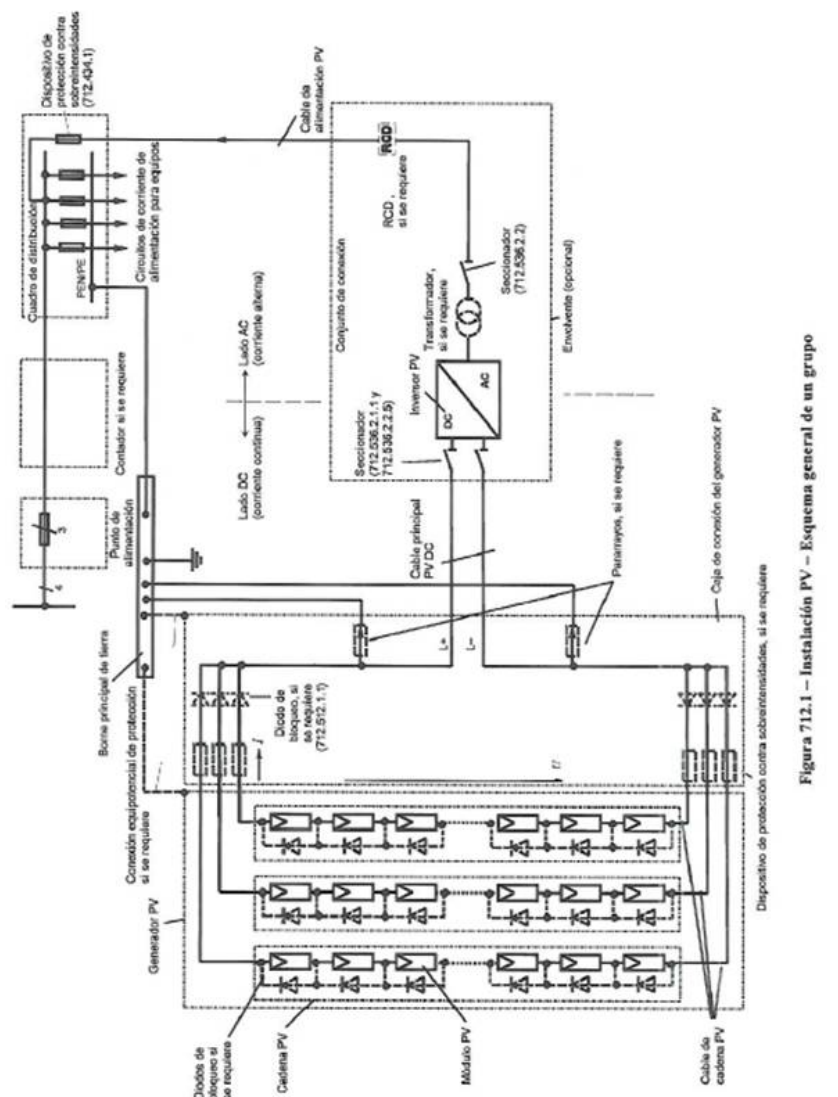 Dispositivo de
protección contra
sobreintensidades
(712.434.1)
Cuadro de distribución
PEN/PE
Circuitos de corriente de
alimentación para equipos
Cable de
alimentación PV
Contador si se requiere
Lado AC
(corriente alterna)
Lado DC
(corriente continua)
3
Punto de
alimentación
4
Borne principal de tierra
Conexión equipotencial de protección
si se requiere
Conjunto de conexión
RCD
RCD,
si se requiere
Transformador,
si se requiere
Seccionador
(712.536.2.2)
Envolvente (opcional)
Inversor PV
DC
AC
Seccionador
(712.536.2.1.1 y
712.536.2.2.5)
Cable principal
PV DC
Pararrayos, si se requiere
Caja de conexión del generador PV
L+
L-
Diodo de
bloqueo, si
se requiere
(712.512.1.1)
I
U
Dispositivo de protección contra sobreintensidades, si se requiere
Generador PV
Diodos de
bloqueo si
se requiere
Cadena PV
Módulo PV
Cable de
cadena PV
Figura 712.1 – Instalación PV – Esquema general de un grupo